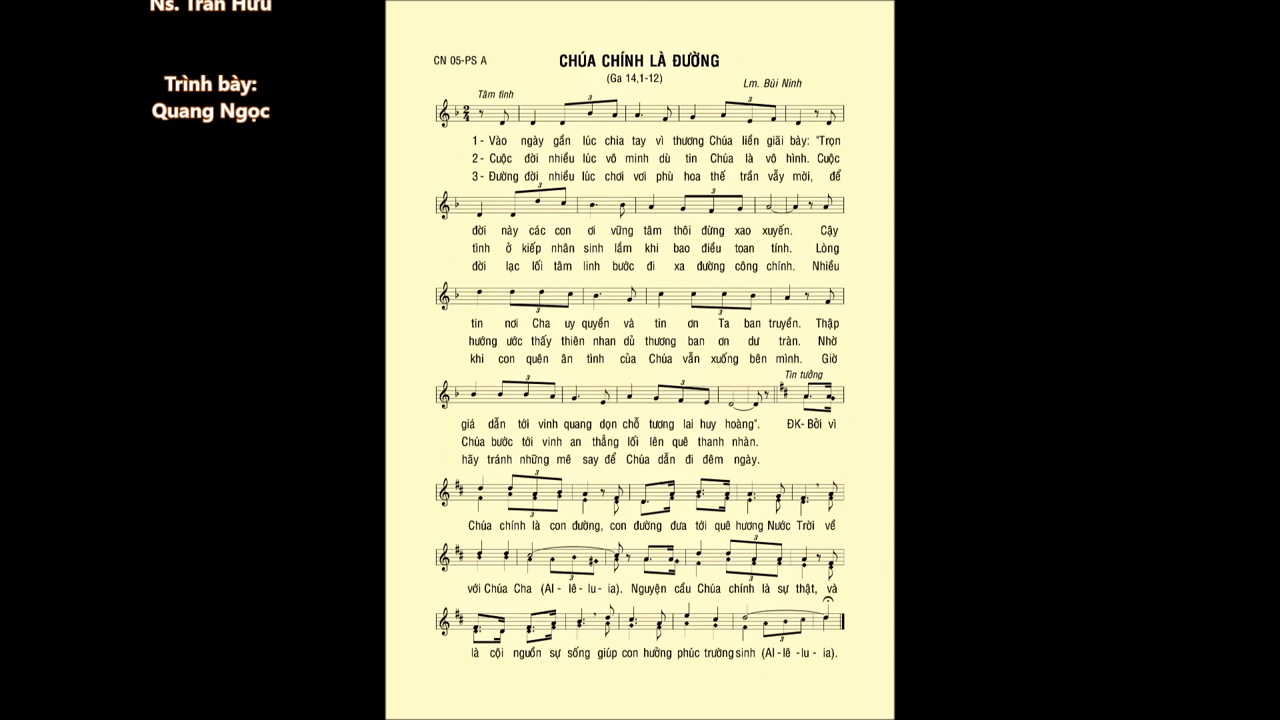 Ns. Trần Hữu
Trình bày:
Quang Ngọc
CN 05-PS A
CHÚA CHÍNH LÀ ĐƯỜNG
(Ga 14,1-12)
Lm. Bùi Ninh
Tâm tình
1- Vào ngày gần lúc chia tay vì thương Chúa liền giãi bày: "Trọn
2- Cuộc đời nhiều lúc vô minh dù tin Chúa là vô hình. Cuộc
3- Đường đời nhiều lúc chơi vơi phù hoa thế trần vẫy mời, để
đời này các con ơi vững tâm thôi đừng xao xuyến. Cậy
tình ở kiếp nhân sinh lắm khi bao điều toan tính. Lòng
đời lạc lối tâm linh bước đi xa đường công chính. Nhiều
tin nơi Cha uy quyền và tin ơn Ta ban truyền. Thập
hướng ước thấy thiên nhan dủ thương ban ơn dư tràn. Nhờ
khi con quên ân tình của Chúa vẫn xuống bên mình. Giờ
Tin tưởng
giá dẫn tới vinh quang dọn chỗ tương lai huy hoàng". ĐK- Bởi vì
Chúa bước tới vinh an thẳng lối lên quê thanh nhàn.
hãy tránh những mê say để Chúa dẫn đi đêm ngày.
Chúa chính là con đường, con đường đưa tới quê hương Nước Trời về
với Chúa Cha (Al - lê - lu - ia). Nguyện cầu Chúa chính là sự thật, và
là cội nguồn sự sống giúp con hưởng phúc trường sinh (Al - lê - lu - ia).